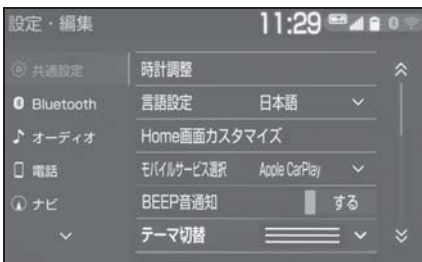 設定・編集
11:29
共通設定
Bluetooth
オーディオ
電話
ナビ
時計調整
言語設定 日本語
Home画面カスタマイズ
モバイルサービス選択 Apple CarPlay
BEEP音通知 する
テーマ切替